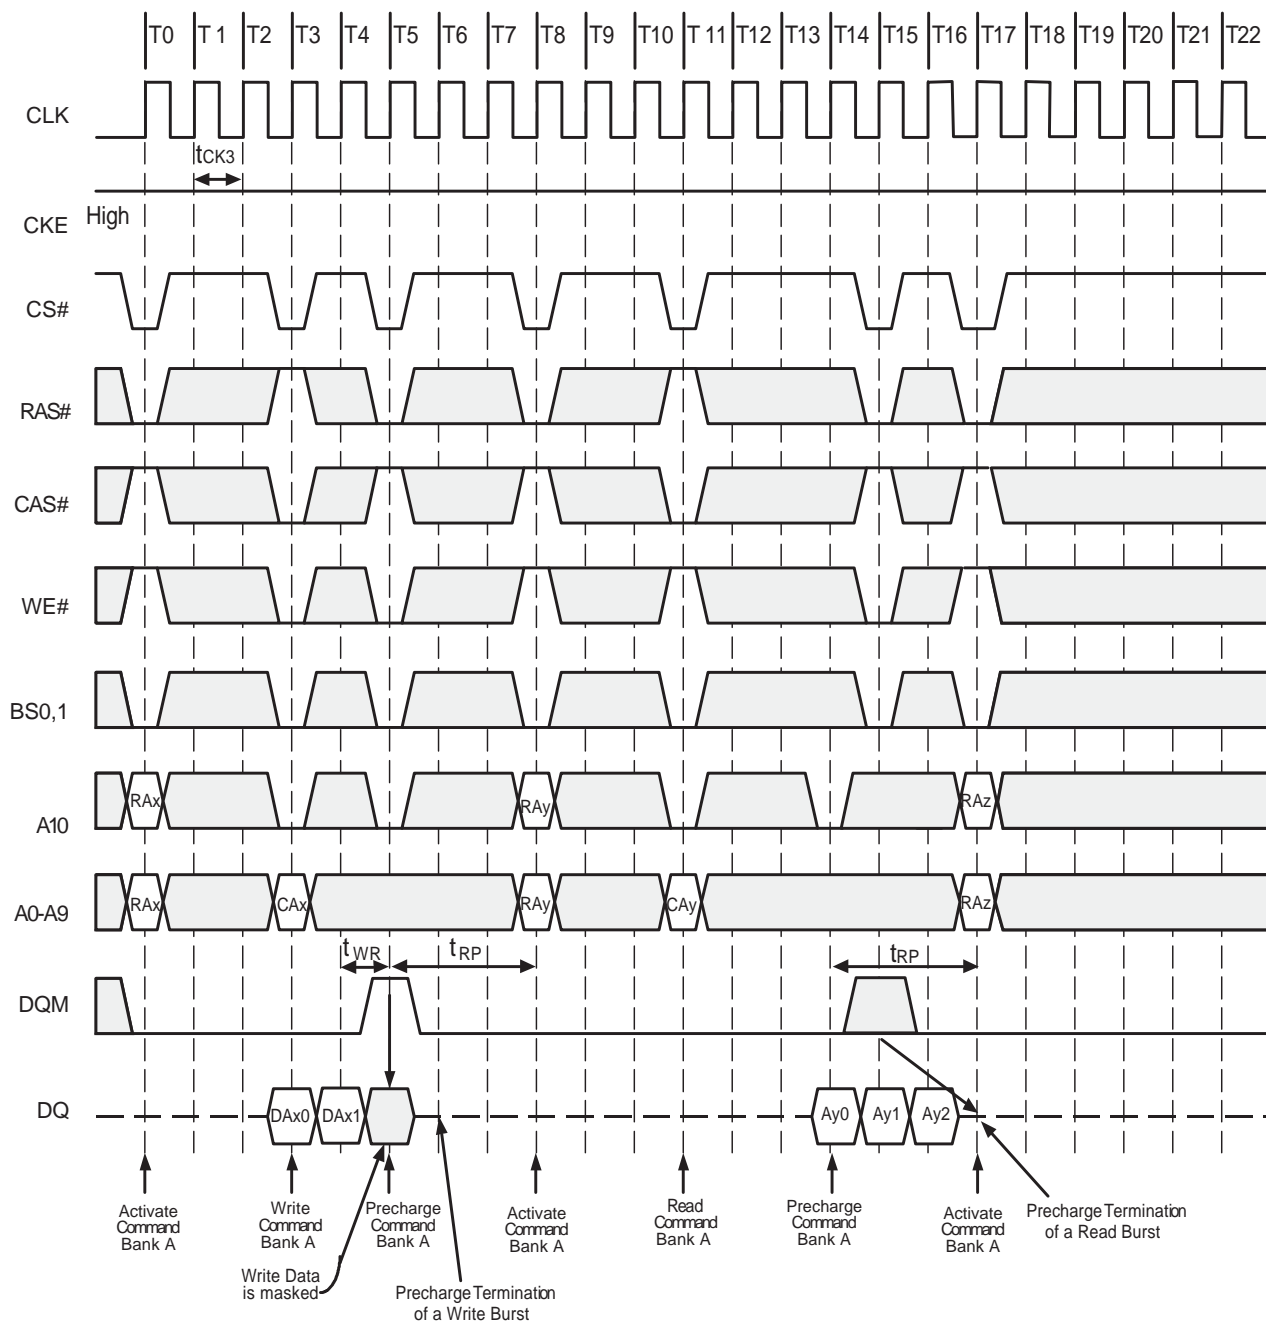 T0 T 1 T2 T3 T4 T5 T6 T7 T8 T9 T10 T 11 T12 T13 T14 T15 T16 T17 T18 T19 T20 T21 T22
CLK
tCK3
High
CKE
CS#
RAS#
CAS#
WE#
BS0,1
RAx RAy RAz
A10
RAx CAx RAy CAy RAz
A0-A9
tWR tRP tRP
DQM
DQ
DAx0 DAx1 Ay0 Ay1 Ay2
Activate
Command
Bank A
Write
Command
Bank A
Precharge
Command
Bank A
Activate
Command
Bank A
Read
Command
Bank A
Precharge
Command
Bank A
Activate
Command
Bank A
Precharge Termination
of a Read Burst
Write Data
is masked
Precharge Termination
of a Write Burst